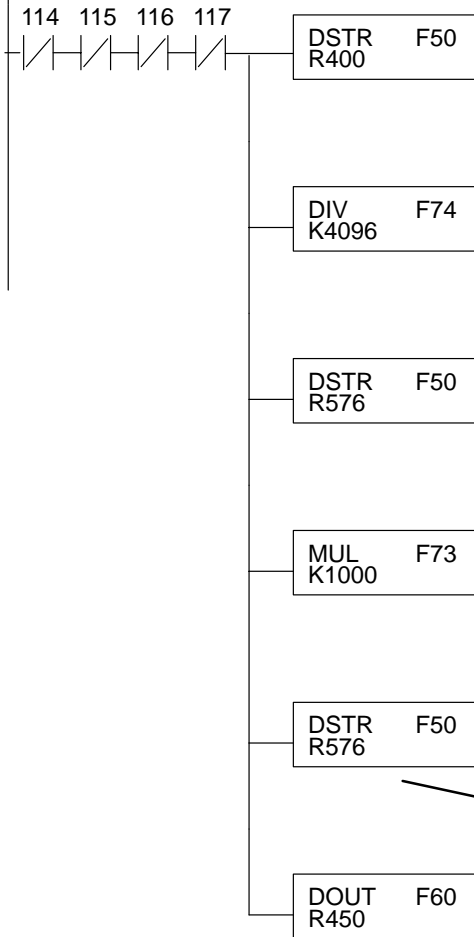 114 115 116 117
DSTR F50
R400
DIV F74
K4096
DSTR F50
R576
MUL F73
K1000
DSTR F50
R576
DOUT F60
R450